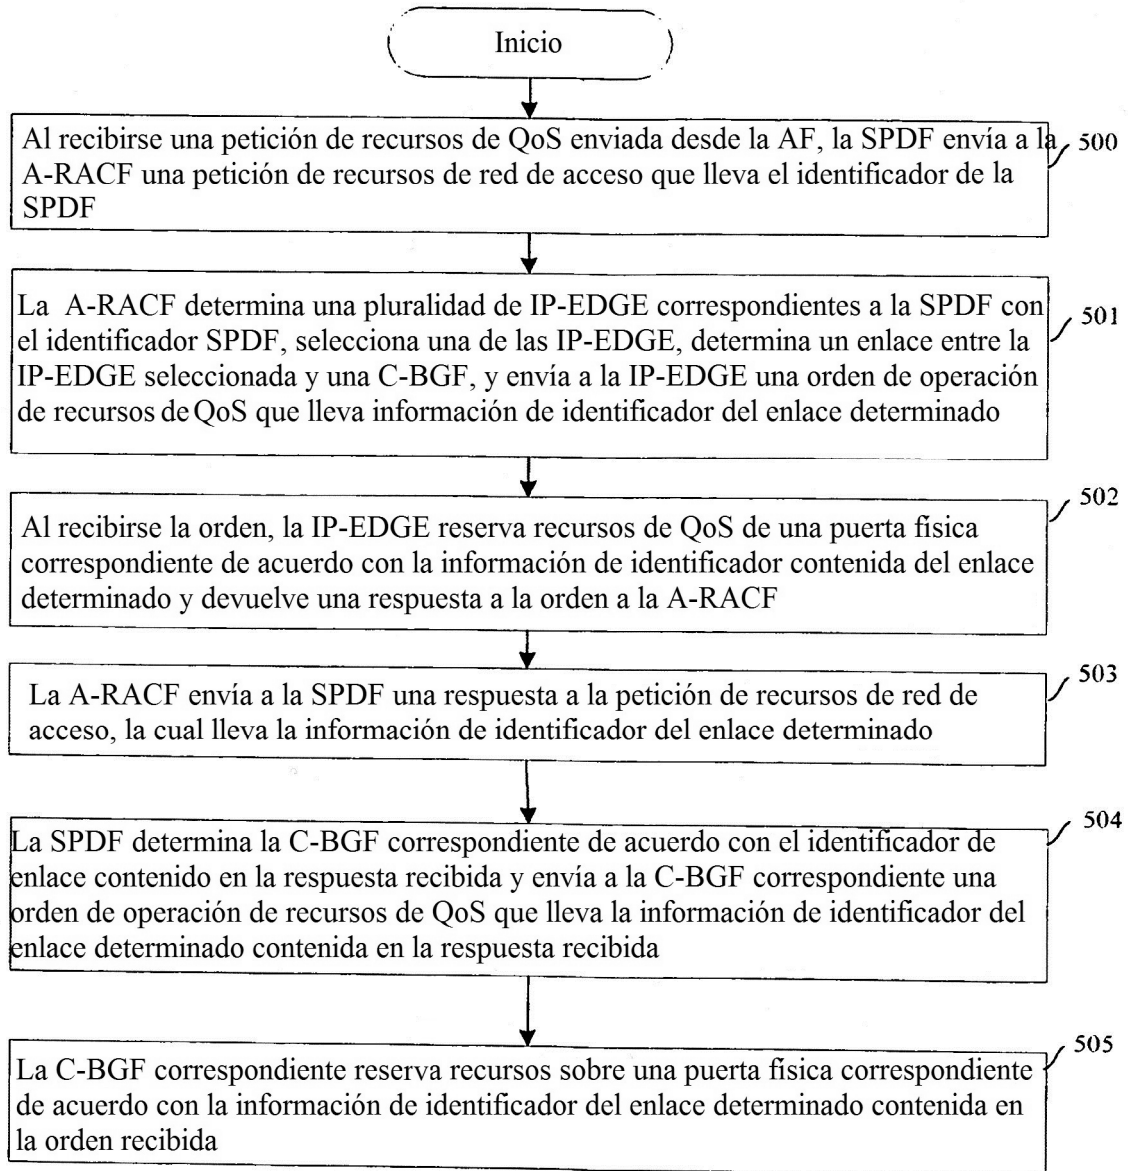 Inicio
Al recibirse una petición de recursos de QoS enviada desde la AF, la SPDF envía a la
A-RACF una petición de recursos de red de acceso que lleva el identificador de la
SPDF
500
La A-RACF determina una pluralidad de IP-EDGE correspondientes a la SPDF con
el identificador SPDF, selecciona una de las IP-EDGE, determina un enlace entre la
IP-EDGE seleccionada y una C-BGF, y envía a la IP-EDGE una orden de operación
de recursos de QoS que lleva información de identificador del enlace determinado
501
Al recibirse la orden, la IP-EDGE reserva recursos de QoS de una puerta física
correspondiente de acuerdo con la información de identificador contenida del enlace
determinado y devuelve una respuesta a la orden a la A-RACF
502
La A-RACF envía a la SPDF una respuesta a la petición de recursos de red de
acceso, la cual lleva la información de identificador del enlace determinado
503
La SPDF determina la C-BGF correspondiente de acuerdo con el identificador de
enlace contenido en la respuesta recibida y envía a la C-BGF correspondiente una
orden de operación de recursos de QoS que lleva la información de identificador del
enlace determinado contenida en la respuesta recibida
504
La C-BGF correspondiente reserva recursos sobre una puerta física correspondiente
de acuerdo con la información de identificador del enlace determinado contenida en
la orden recibida
505